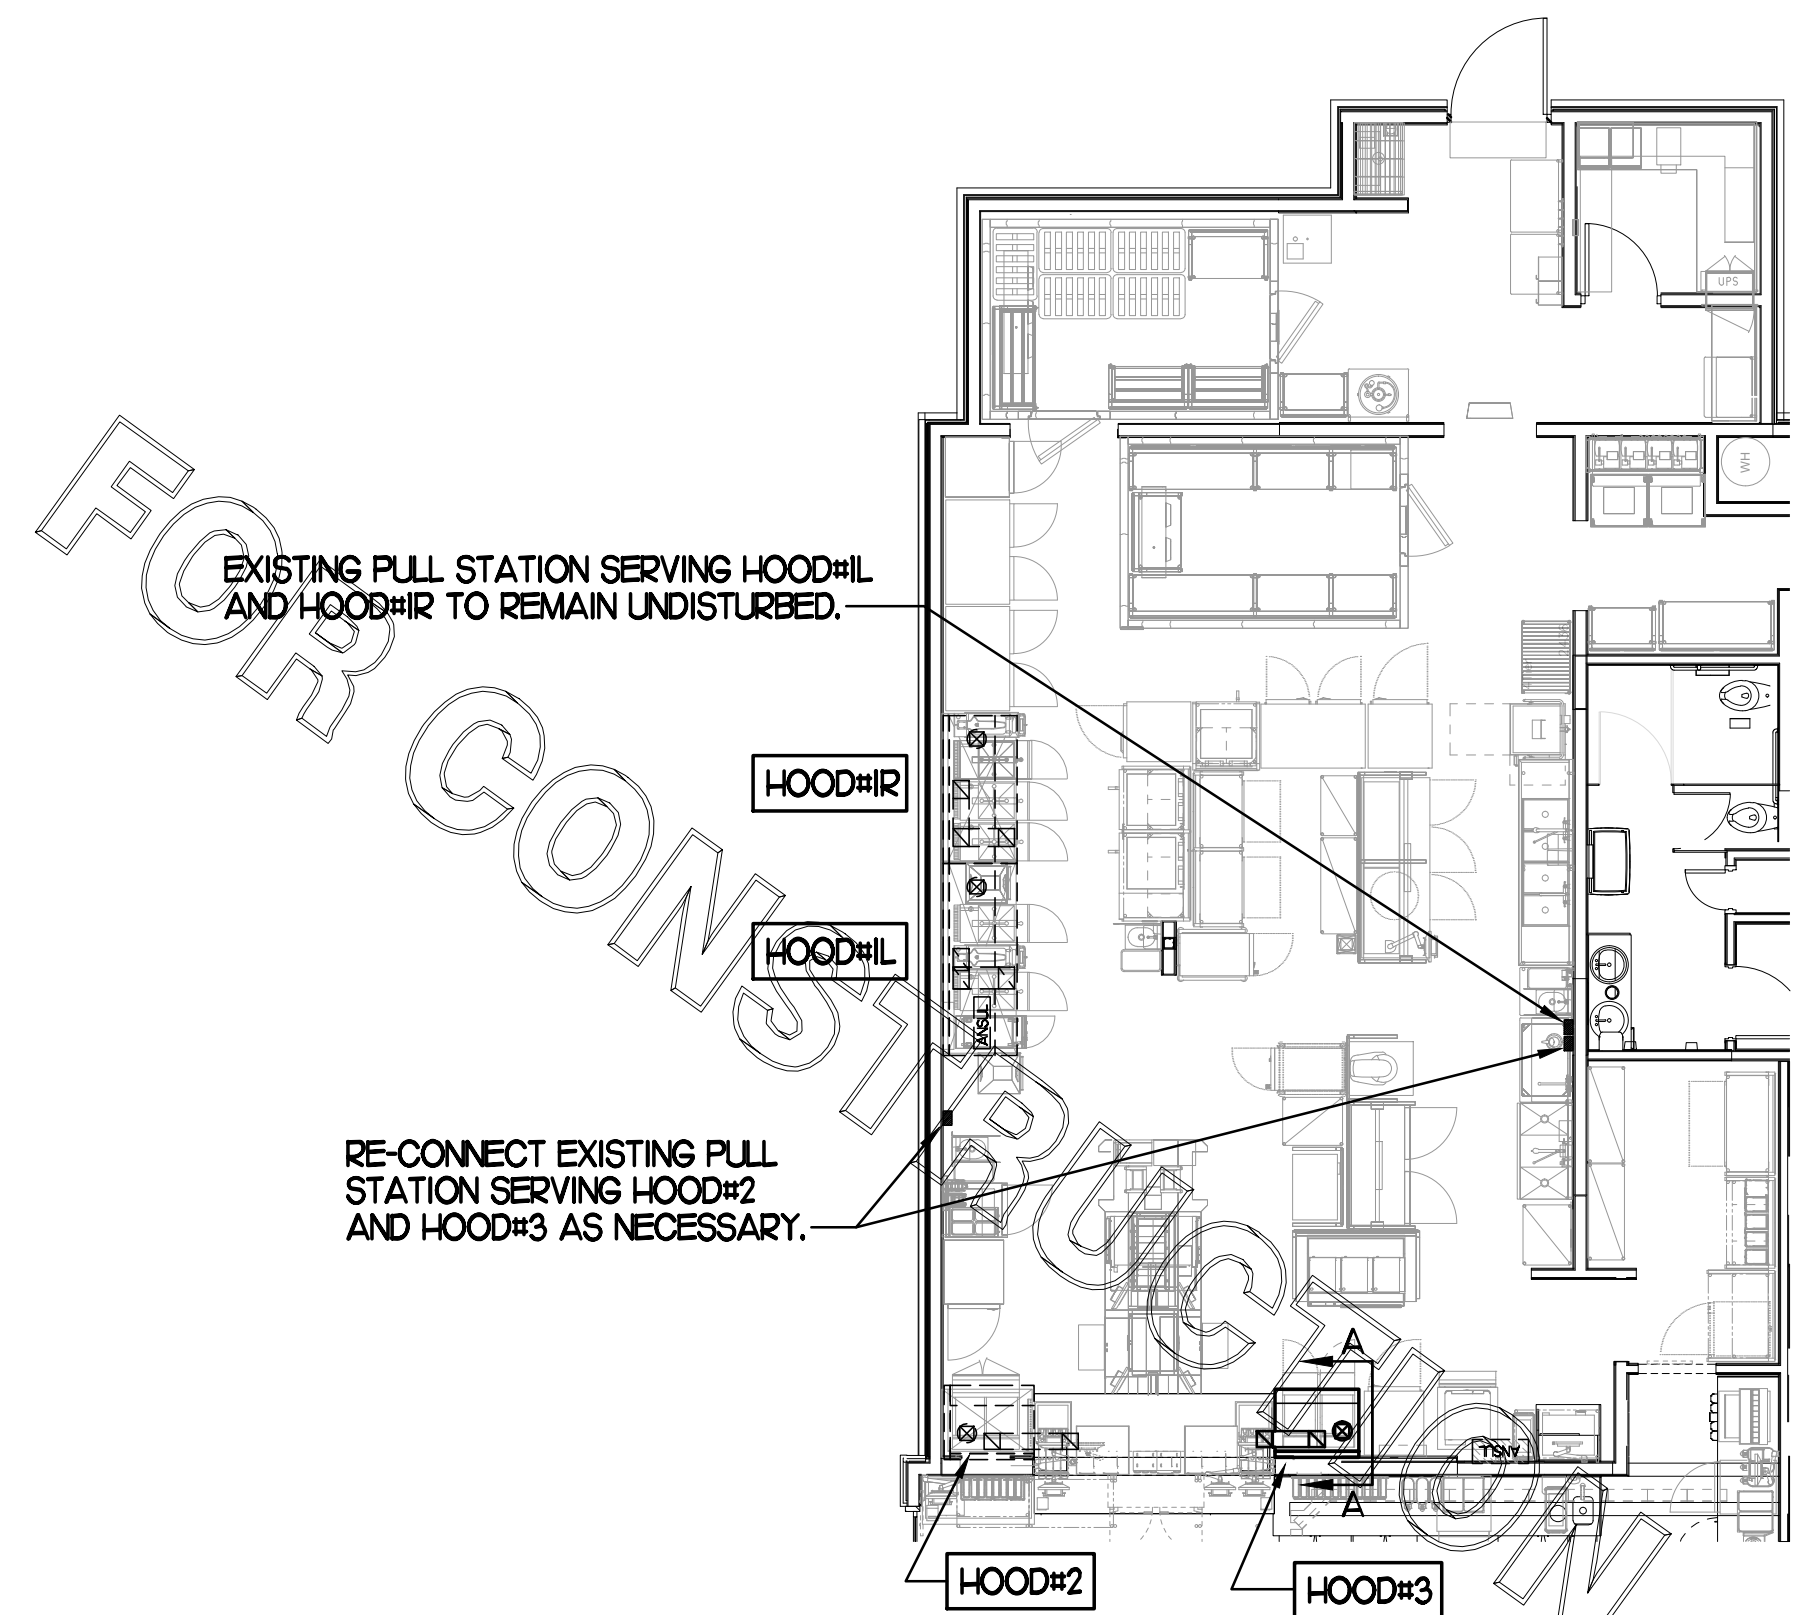 UPS
WH
FOR CONSTRUCTION
EXISTING PULL STATION SERVING HOOD#1L
AND HOOD#1R TO REMAIN UNDISTURBED.
HOOD#1R
HOOD#1L
ANSUL
RE-CONNECT EXISTING PULL
STATION SERVING HOOD#2
AND HOOD#3 AS NECESSARY.
A
ANSUL
A
HOOD#2
HOOD#3